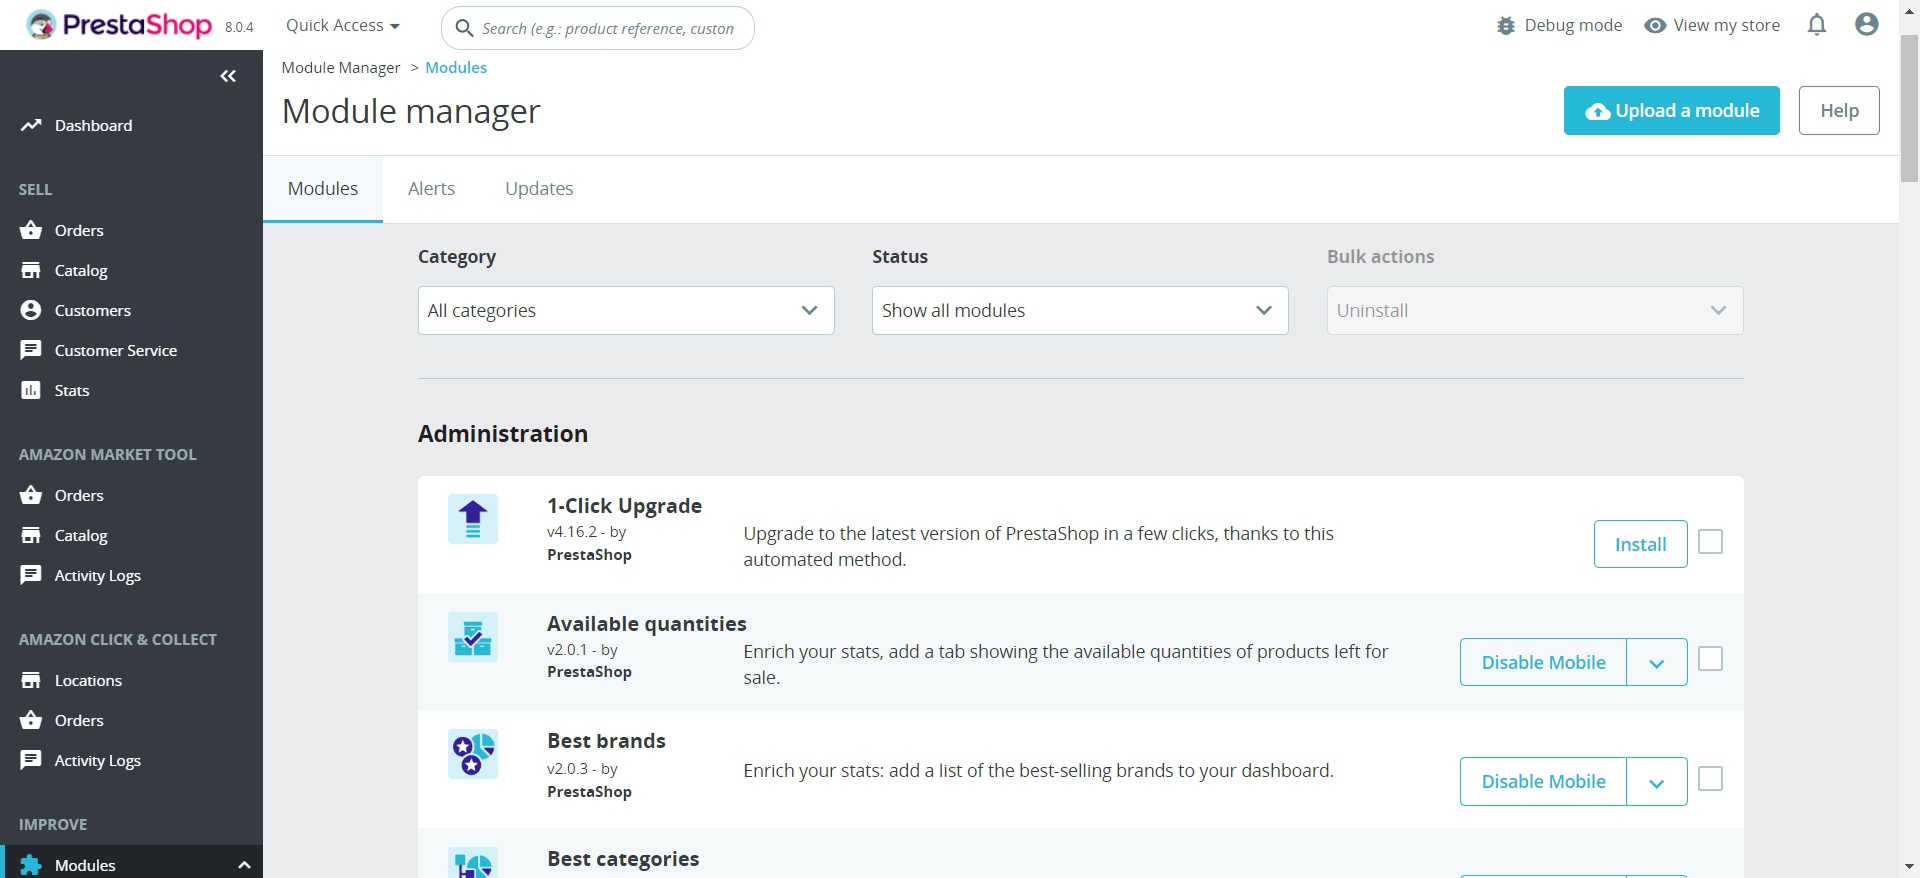 PrestaShop 8.0.4
Quick Access
Search (e.g.: product reference, custon
Debug mode
View my store
Module Manager > Modules
Module manager
Upload a module
Help
Modules
Alerts
Updates
Dashboard
SELL
Orders
Catalog
Customers
Customer Service
Stats
AMAZON MARKET TOOL
Orders
Catalog
Activity Logs
AMAZON CLICK & COLLECT
Locations
Orders
Activity Logs
IMPROVE
Modules
Category
Status
Bulk actions
All categories
Show all modules
Uninstall
Administration
1-Click Upgrade
v4.16.2 - by
PrestaShop
Upgrade to the latest version of PrestaShop in a few clicks, thanks to this
automated method.
Install
Available quantities
v2.0.1 - by
PrestaShop
Enrich your stats, add a tab showing the available quantities of products left for
sale.
Disable Mobile
Best brands
v2.0.3 - by
PrestaShop
Enrich your stats: add a list of the best-selling brands to your dashboard.
Disable Mobile
Best categories